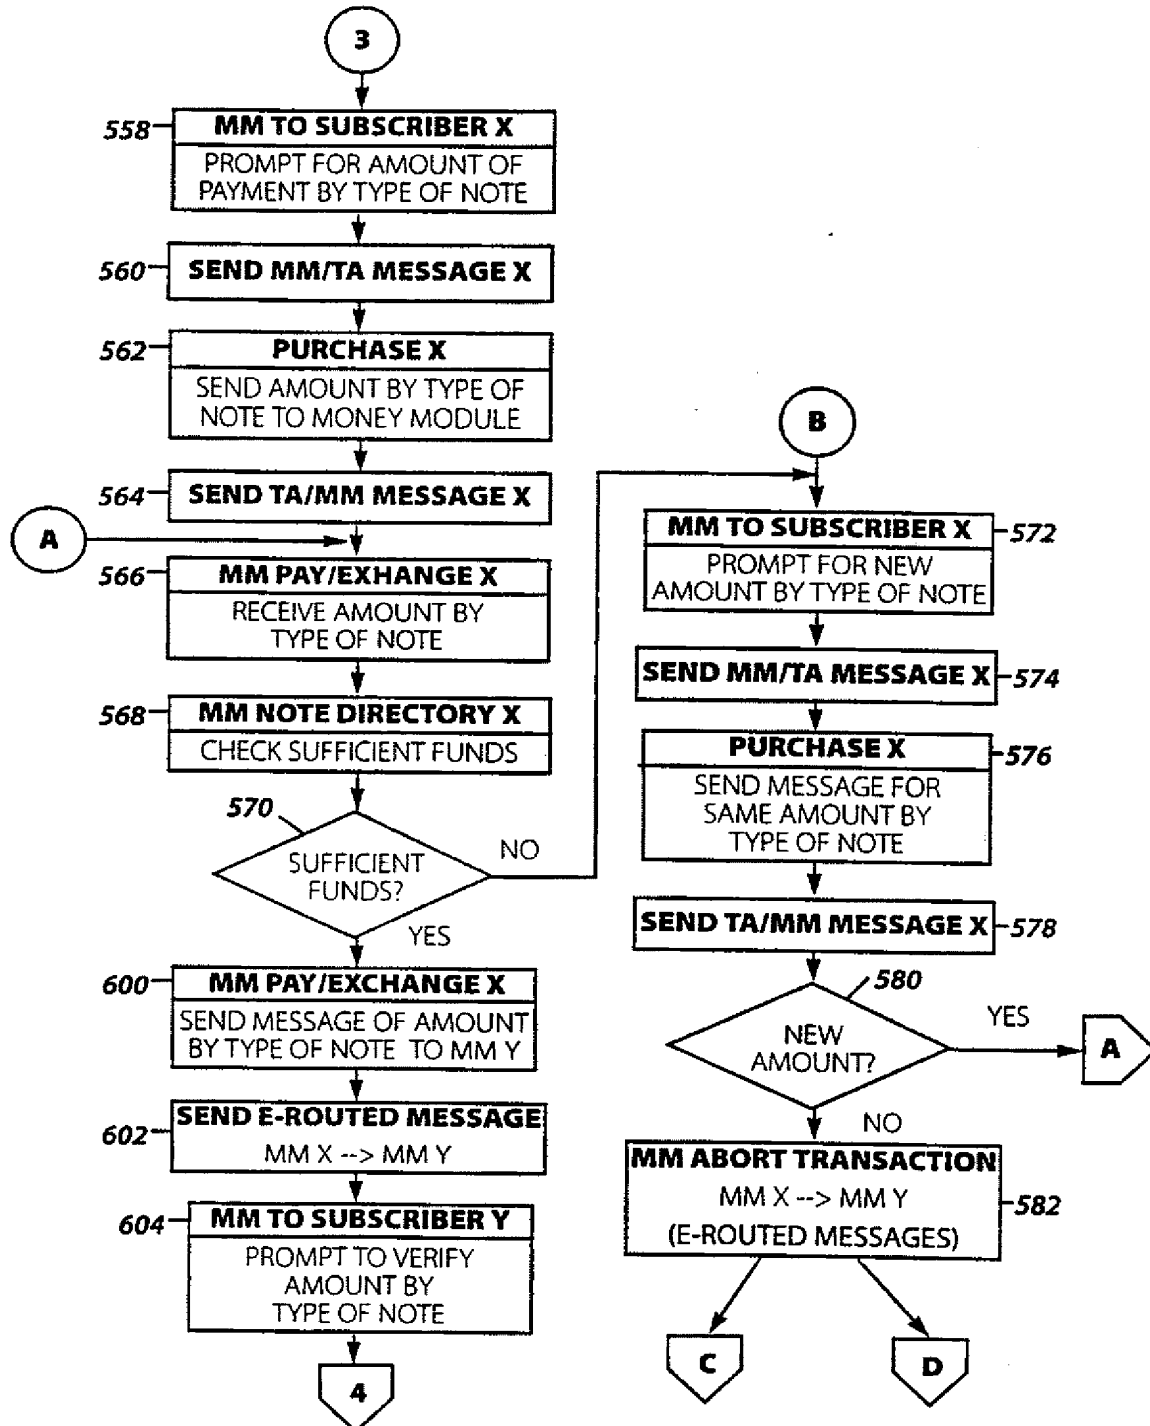 3
558
MM TO SUBSCRIBER X
PROMPT FOR AMOUNT OF
PAYMENT BY TYPE OF NOTE
560
SEND MM/TA MESSAGE X
562
PURCHASE X
SEND AMOUNT BY TYPE OF
NOTE TO MONEY MODULE
564
SEND TA/MM MESSAGE X
A
566
MM PAY/EXHANGE X
RECEIVE AMOUNT BY
TYPE OF NOTE
568
MM NOTE DIRECTORY X
CHECK SUFFICIENT FUNDS
570
SUFFICIENT
FUNDS?
NO
YES
600
MM PAY/EXCHANGE X
SEND MESSAGE OF AMOUNT
BY TYPE OF NOTE TO MM Y
602
SEND E-ROUTED MESSAGE
MM X --> MM Y
604
MM TO SUBSCRIBER Y
PROMPT TO VERIFY
AMOUNT BY
TYPE OF NOTE
4
B
MM TO SUBSCRIBER X
572
PROMPT FOR NEW
AMOUNT BY TYPE OF NOTE
SEND MM/TA MESSAGE X
574
PURCHASE X
576
SEND MESSAGE FOR
SAME AMOUNT BY
TYPE OF NOTE
SEND TA/MM MESSAGE X
578
580
NEW
AMOUNT?
YES
A
NO
MM ABORT TRANSACTION
MM X --> MM Y
582
(E-ROUTED MESSAGES)
C
D